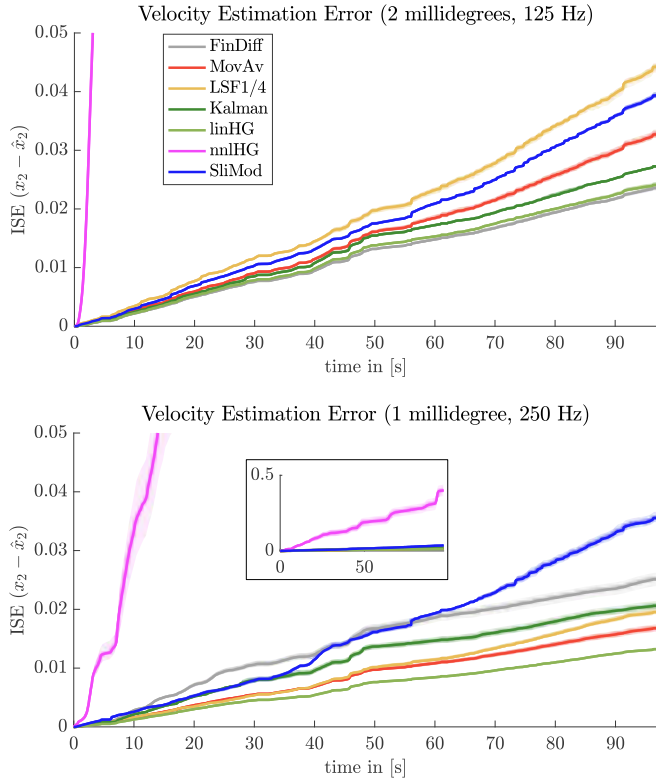 Velocity Estimation Error (2 millidegrees, 125 Hz)
0.05
0.04
0.03
0.02
0.01
0
ISE (x₂ − x̂₂)
FinDiff
MovAv
LSF1/4
Kalman
linHG
nnlHG
SliMod
0 10 20 30 40 50 60 70 80 90
time in [s]
Velocity Estimation Error (1 millidegree, 250 Hz)
0.05
0.04
0.03
0.02
0.01
0
ISE (x₂ − x̂₂)
0.5
0
0 50
0 10 20 30 40 50 60 70 80 90
time in [s]